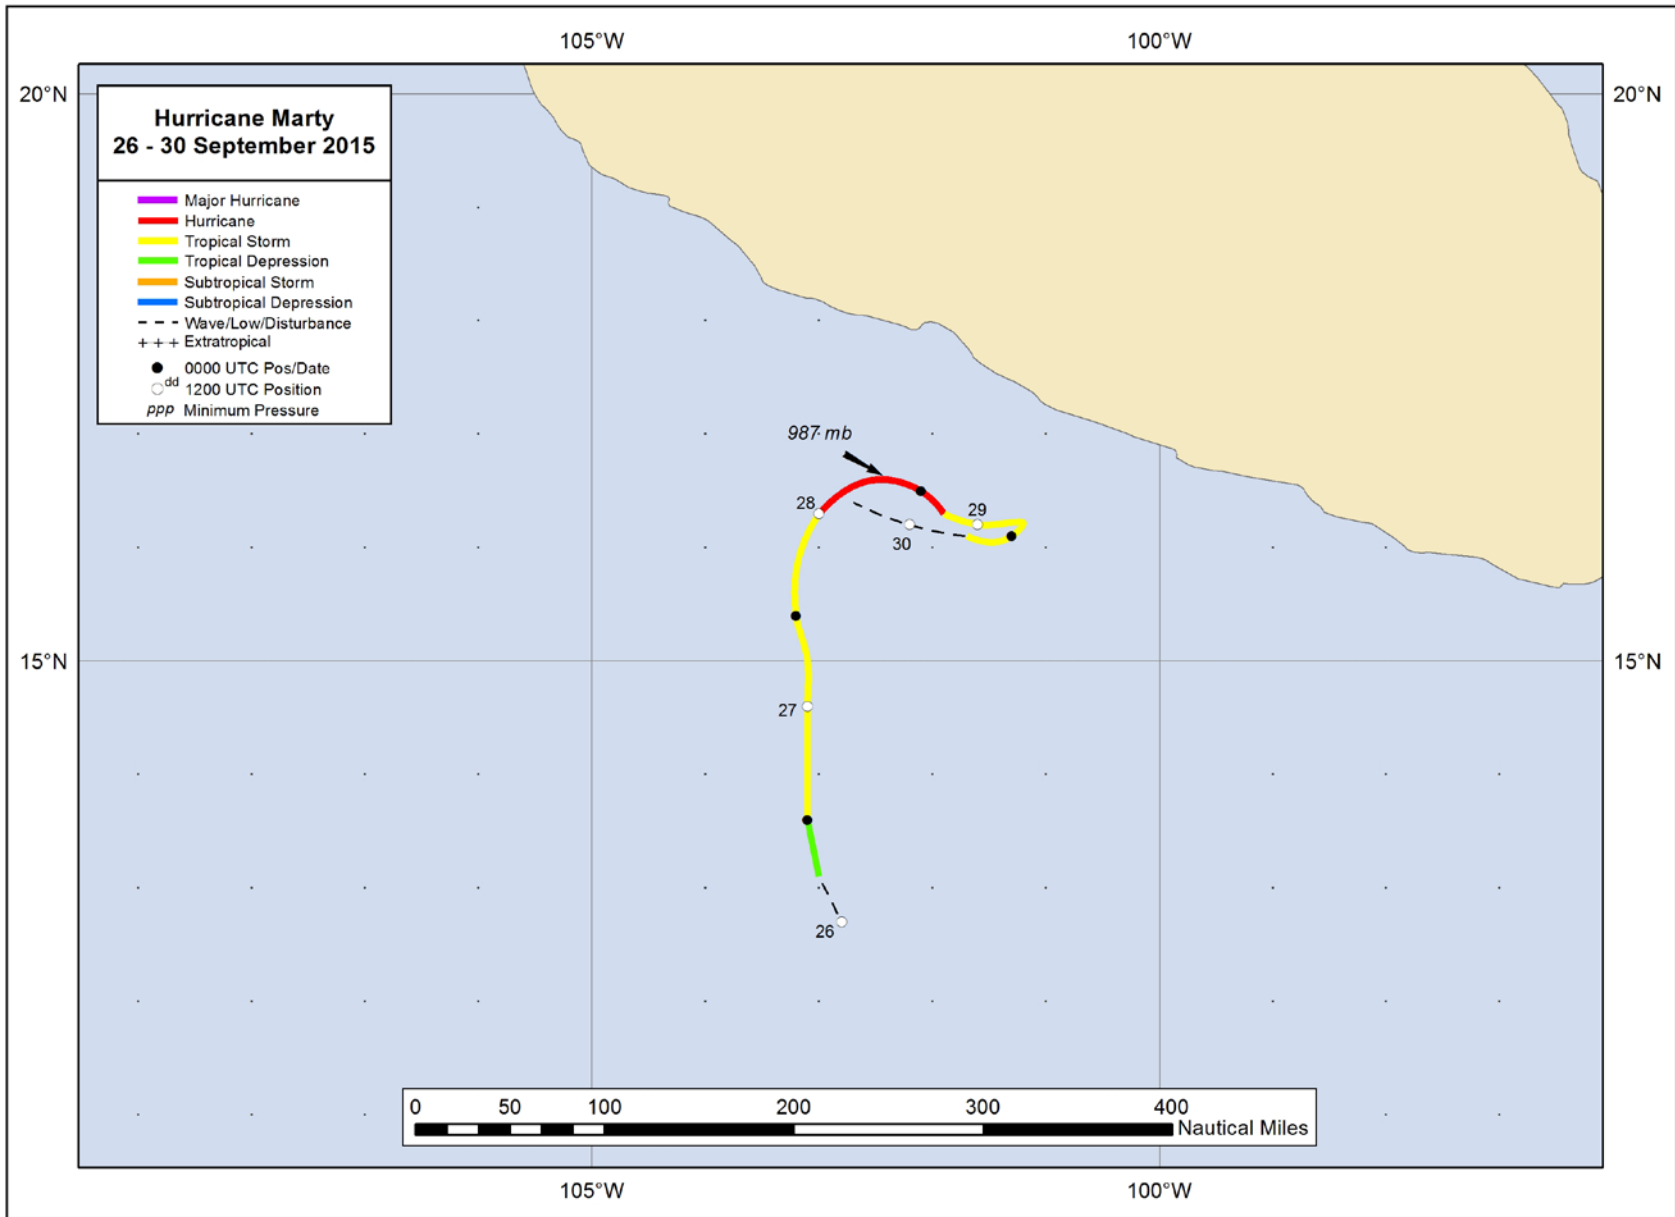 105°W 100°W
20°N 20°N
Hurricane Marty
26 - 30 September 2015
Major Hurricane
Hurricane
Tropical Storm
Tropical Depression
Subtropical Storm
Subtropical Depression
Wave/Low/Disturbance
+ + + Extratropical
0000 UTC Pos/Date
dd 1200 UTC Position
ppp Minimum Pressure
987 mb
28 29
30
15°N 15°N
27
26
0 50 100 200 300 400
Nautical Miles
105°W 100°W